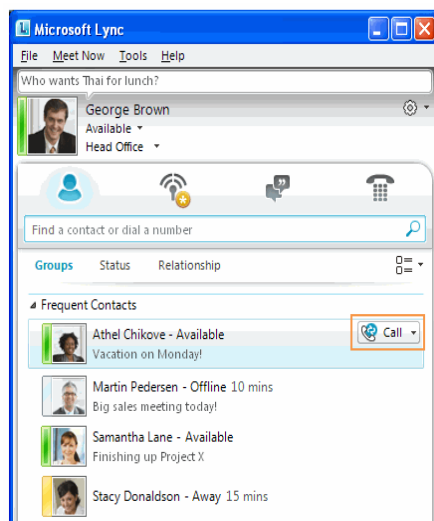 Microsoft Lync
File Meet Now Tools Help
Who wants Thai for lunch?
George Brown
Available
Head Office
Find a contact or dial a number
Groups Status Relationship
Frequent Contacts
Athel Chikove - Available Call
Vacation on Monday!
Martin Pedersen - Offline 10 mins
Big sales meeting today!
Samantha Lane - Available
Finishing up Project X
Stacy Donaldson - Away 15 mins